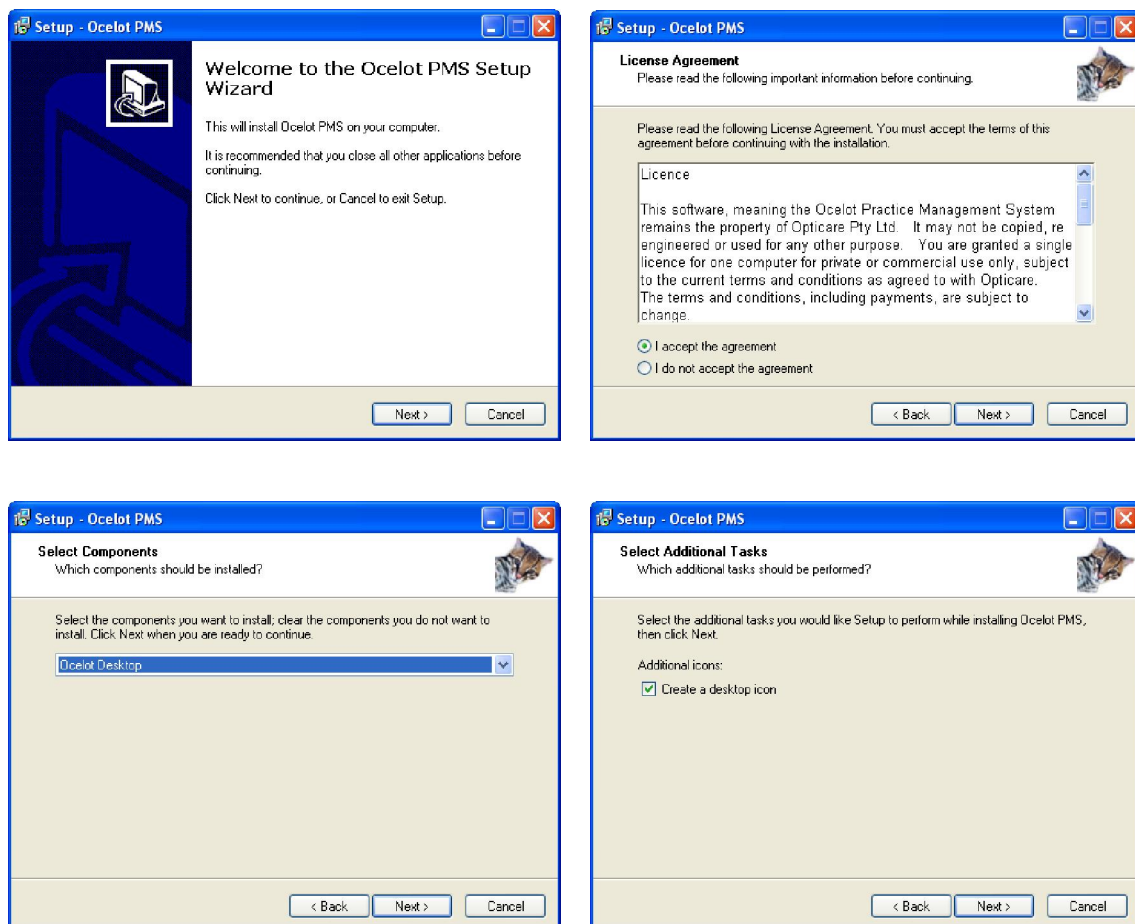 Setup - Ocelot PMS
Welcome to the Ocelot PMS Setup
Wizard
This will install Ocelot PMS on your computer.
It is recommended that you close all other applications before
continuing.
Click Next to continue, or Cancel to exit Setup.
Next >
Cancel
Setup - Ocelot PMS
License Agreement
Please read the following important information before continuing.
Please read the following License Agreement. You must accept the terms of this
agreement before continuing with the installation.
Licence
This software, meaning the Ocelot Practice Management System
remains the property of Opticare Pty Ltd. It may not be copied, re
engineered or used for any other purpose. You are granted a single
licence for one computer for private or commercial use only, subject
to the current terms and conditions as agreed to with Opticare.
The terms and conditions, including payments, are subject to
change.
I accept the agreement
I do not accept the agreement
< Back
Next >
Cancel
Setup - Ocelot PMS
Select Components
Which components should be installed?
Select the components you want to install; clear the components you do not want to
install. Click Next when you are ready to continue.
Ocelot Desktop
< Back
Next >
Cancel
Setup - Ocelot PMS
Select Additional Tasks
Which additional tasks should be performed?
Select the additional tasks you would like Setup to perform while installing Ocelot PMS,
then click Next.
Additional icons:
Create a desktop icon
< Back
Next >
Cancel